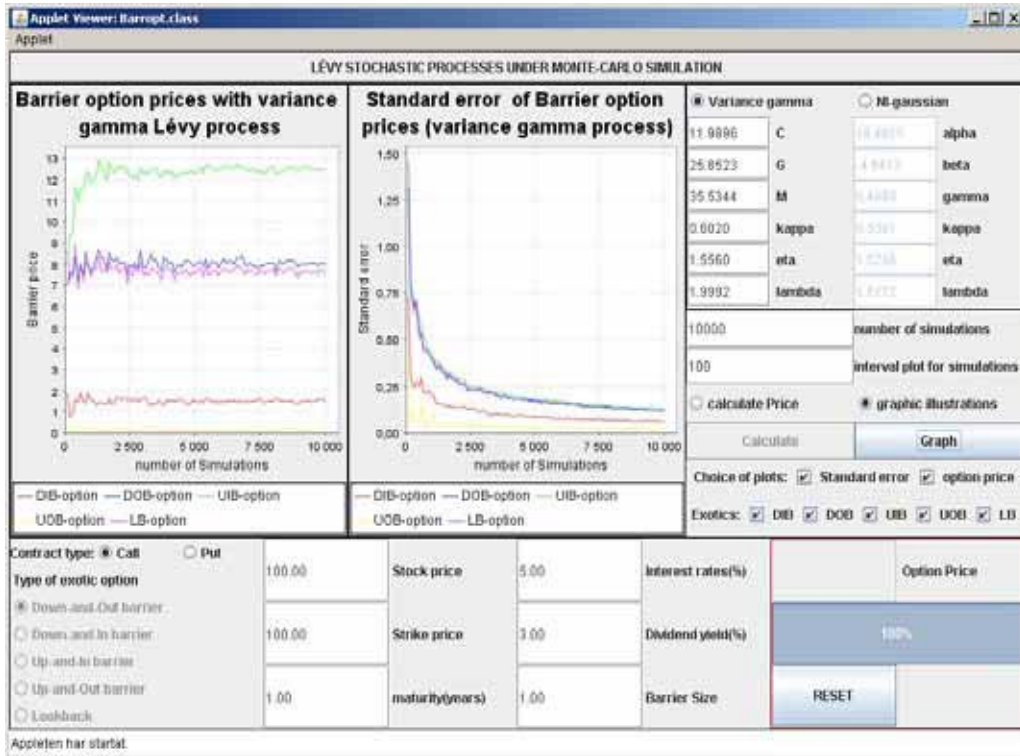 Applet Viewer: Barropt.class
Applet
LÉVY STOCHASTIC PROCESSES UNDER MONTE-CARLO SIMULATION
Barrier option prices with variance
gamma Lévy process
13
12
11
10
9
8
7
6
5
4
3
2
1
0
Barrier price
0 2 500 5 000 7 500 10 000
number of Simulations
DIB-option DOB-option UIB-option
UOB-option LB-option
Standard error of Barrier option
prices (variance gamma process)
1,50
1,25
1,00
0,75
0,50
0,25
0,00
Standard error
0 2 500 5 000 7 500 10 000
number of Simulations
DIB-option DOB-option UIB-option
UOB-option LB-option
Variance gamma NI-gaussian
11.9896 C alpha
25.8523 G beta
35.5344 M gamma
0.6020 kappa kappa
1.5560 eta eta
1.9992 lambda lambda
10000 number of simulations
100 interval plot for simulations
calculate Price graphic illustrations
Calculate Graph
Choice of plots: Standard error option price
Exotics: DIB DOB UIB UOB LB
Contract type: Call Put
Type of exotic option
Down-and-Out barrier
Down-and-In barrier
Up-and-In barrier
Up-and-Out barrier
Lookback
100.00 Stock price 5.00 Interest rates(%)
100.00 Strike price 3.00 Dividend yield(%)
1.00 maturity(years) 1.00 Barrier Size
Option Price
100%
RESET
Appleten har startat.